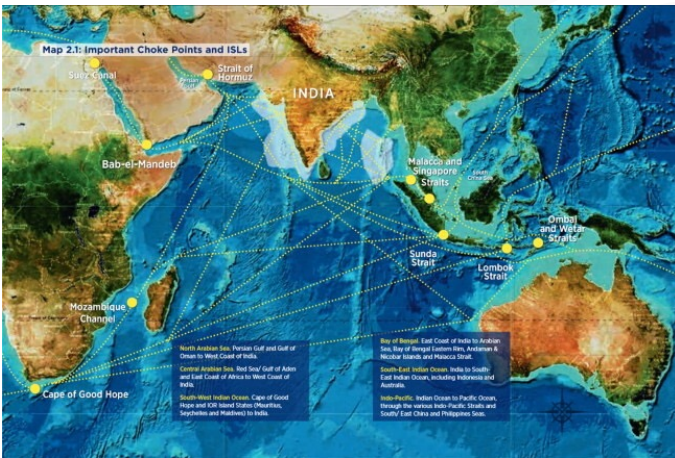 Map 2.1: Important Choke Points and ISLs
Suez Canal
Strait of
Hormuz
Persian
Gulf
INDIA
Bab-el-Mandeb
Malacca and
Singapore
Straits
South
China Sea
Ombai
and Wetar
Straits
Sunda
Strait
Lombok
Strait
Mozambique
Channel
Cape of Good Hope
North Arabian Sea. Persian Gulf and Gulf of
Oman to West Coast of India.
Central Arabian Sea. Red Sea/ Gulf of Aden
and East Coast of Africa to West Coast of
India.
South-West Indian Ocean. Cape of Good
Hope and IOR Island States (Mauritius,
Seychelles and Maldives) to India.
Bay of Bengal. East Coast of India to Arabian
Sea, Bay of Bengal Eastern Rim, Andaman &
Nicobar Islands and Malacca Strait.
South-East Indian Ocean. India to South-
East Indian Ocean, including Indonesia and
Australia.
Indo-Pacific. Indian Ocean to Pacific Ocean,
through the various Indo-Pacific Straits and
South/ East China and Philippines Seas.